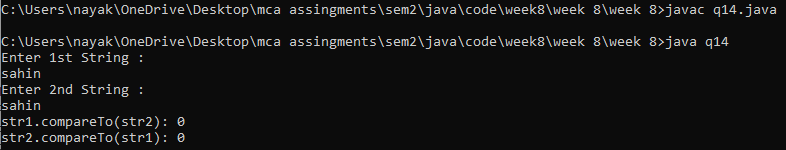 C:\Users\nayak\OneDrive\Desktop\mca assingments\sem2\java\code\week8\week 8\week 8>javac q14.java
C:\Users\nayak\OneDrive\Desktop\mca assingments\sem2\java\code\week8\week 8\week 8>java q14
Enter 1st String :
sahin
Enter 2nd String :
sahin
str1.compareTo(str2): 0
str2.compareTo(str1): 0